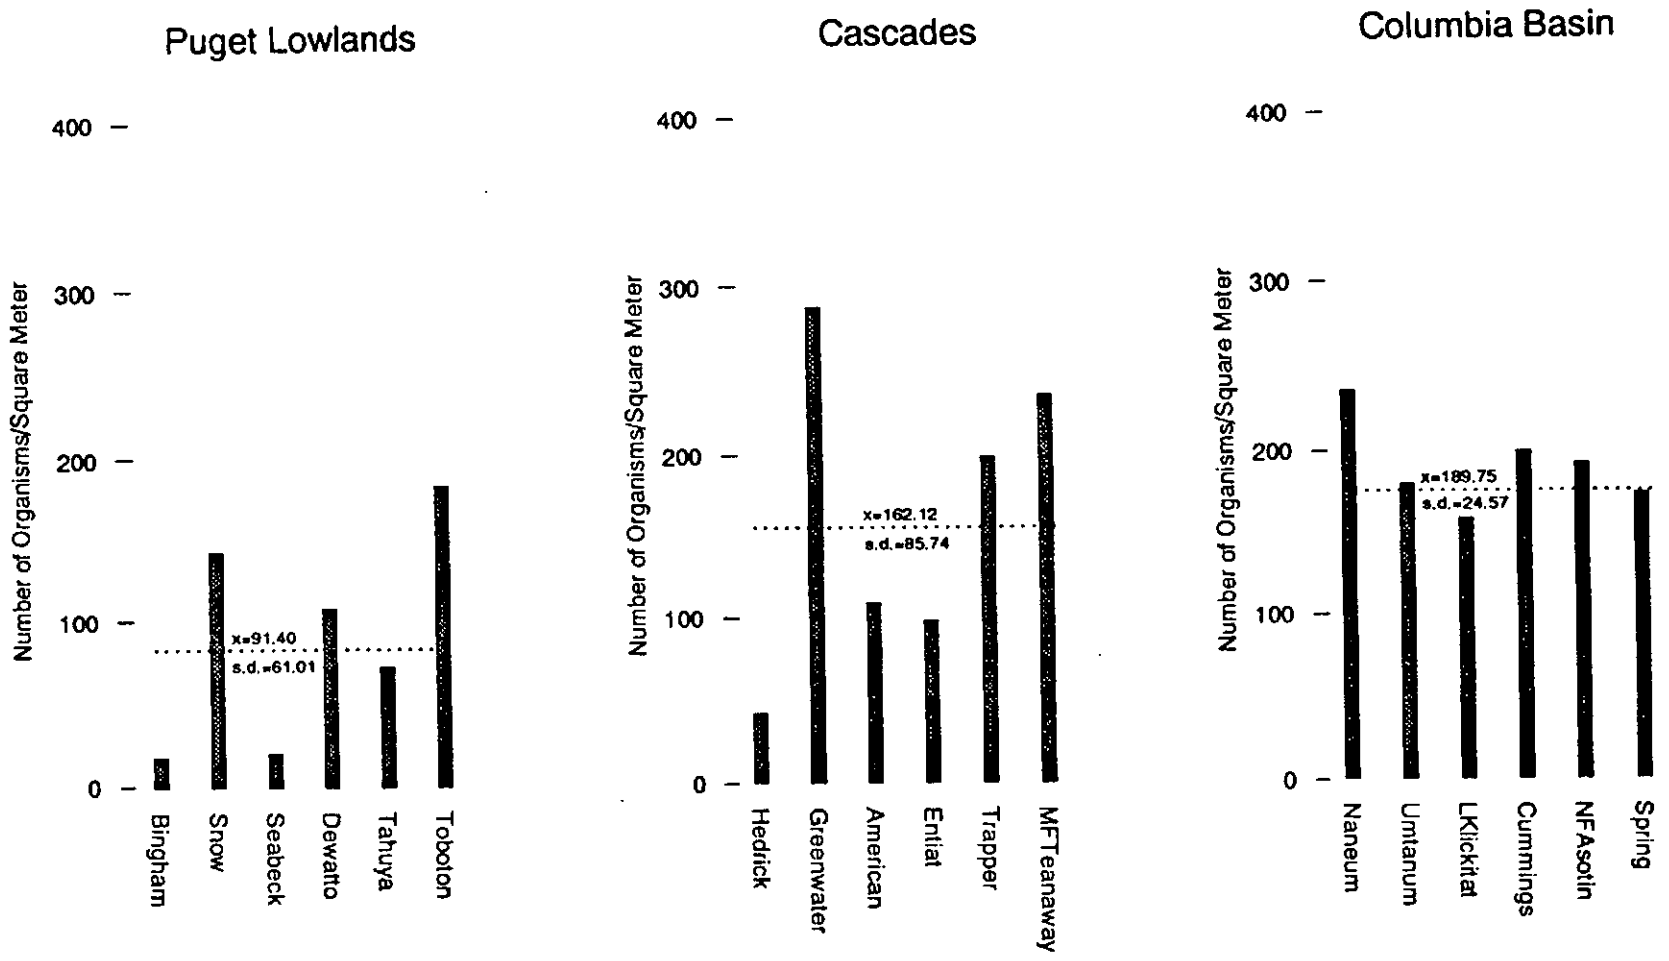 Puget Lowlands
Number of Organisms/Square Meter
400
300
200
100
0
x=91.40
s.d.=61.01
Bingham
Snow
Seabeck
Dewatto
Tahuya
Toboton
Cascades
Number of Organisms/Square Meter
400
300
200
100
0
x=162.12
s.d.=85.74
Hedrick
Greenwater
American
Entiat
Trapper
MFTeanaway
Columbia Basin
Number of Organisms/Square Meter
400
300
200
100
0
x=189.75
s.d.=24.57
Naneum
Umtanum
LKlickitat
Cummings
NFAsotin
Spring